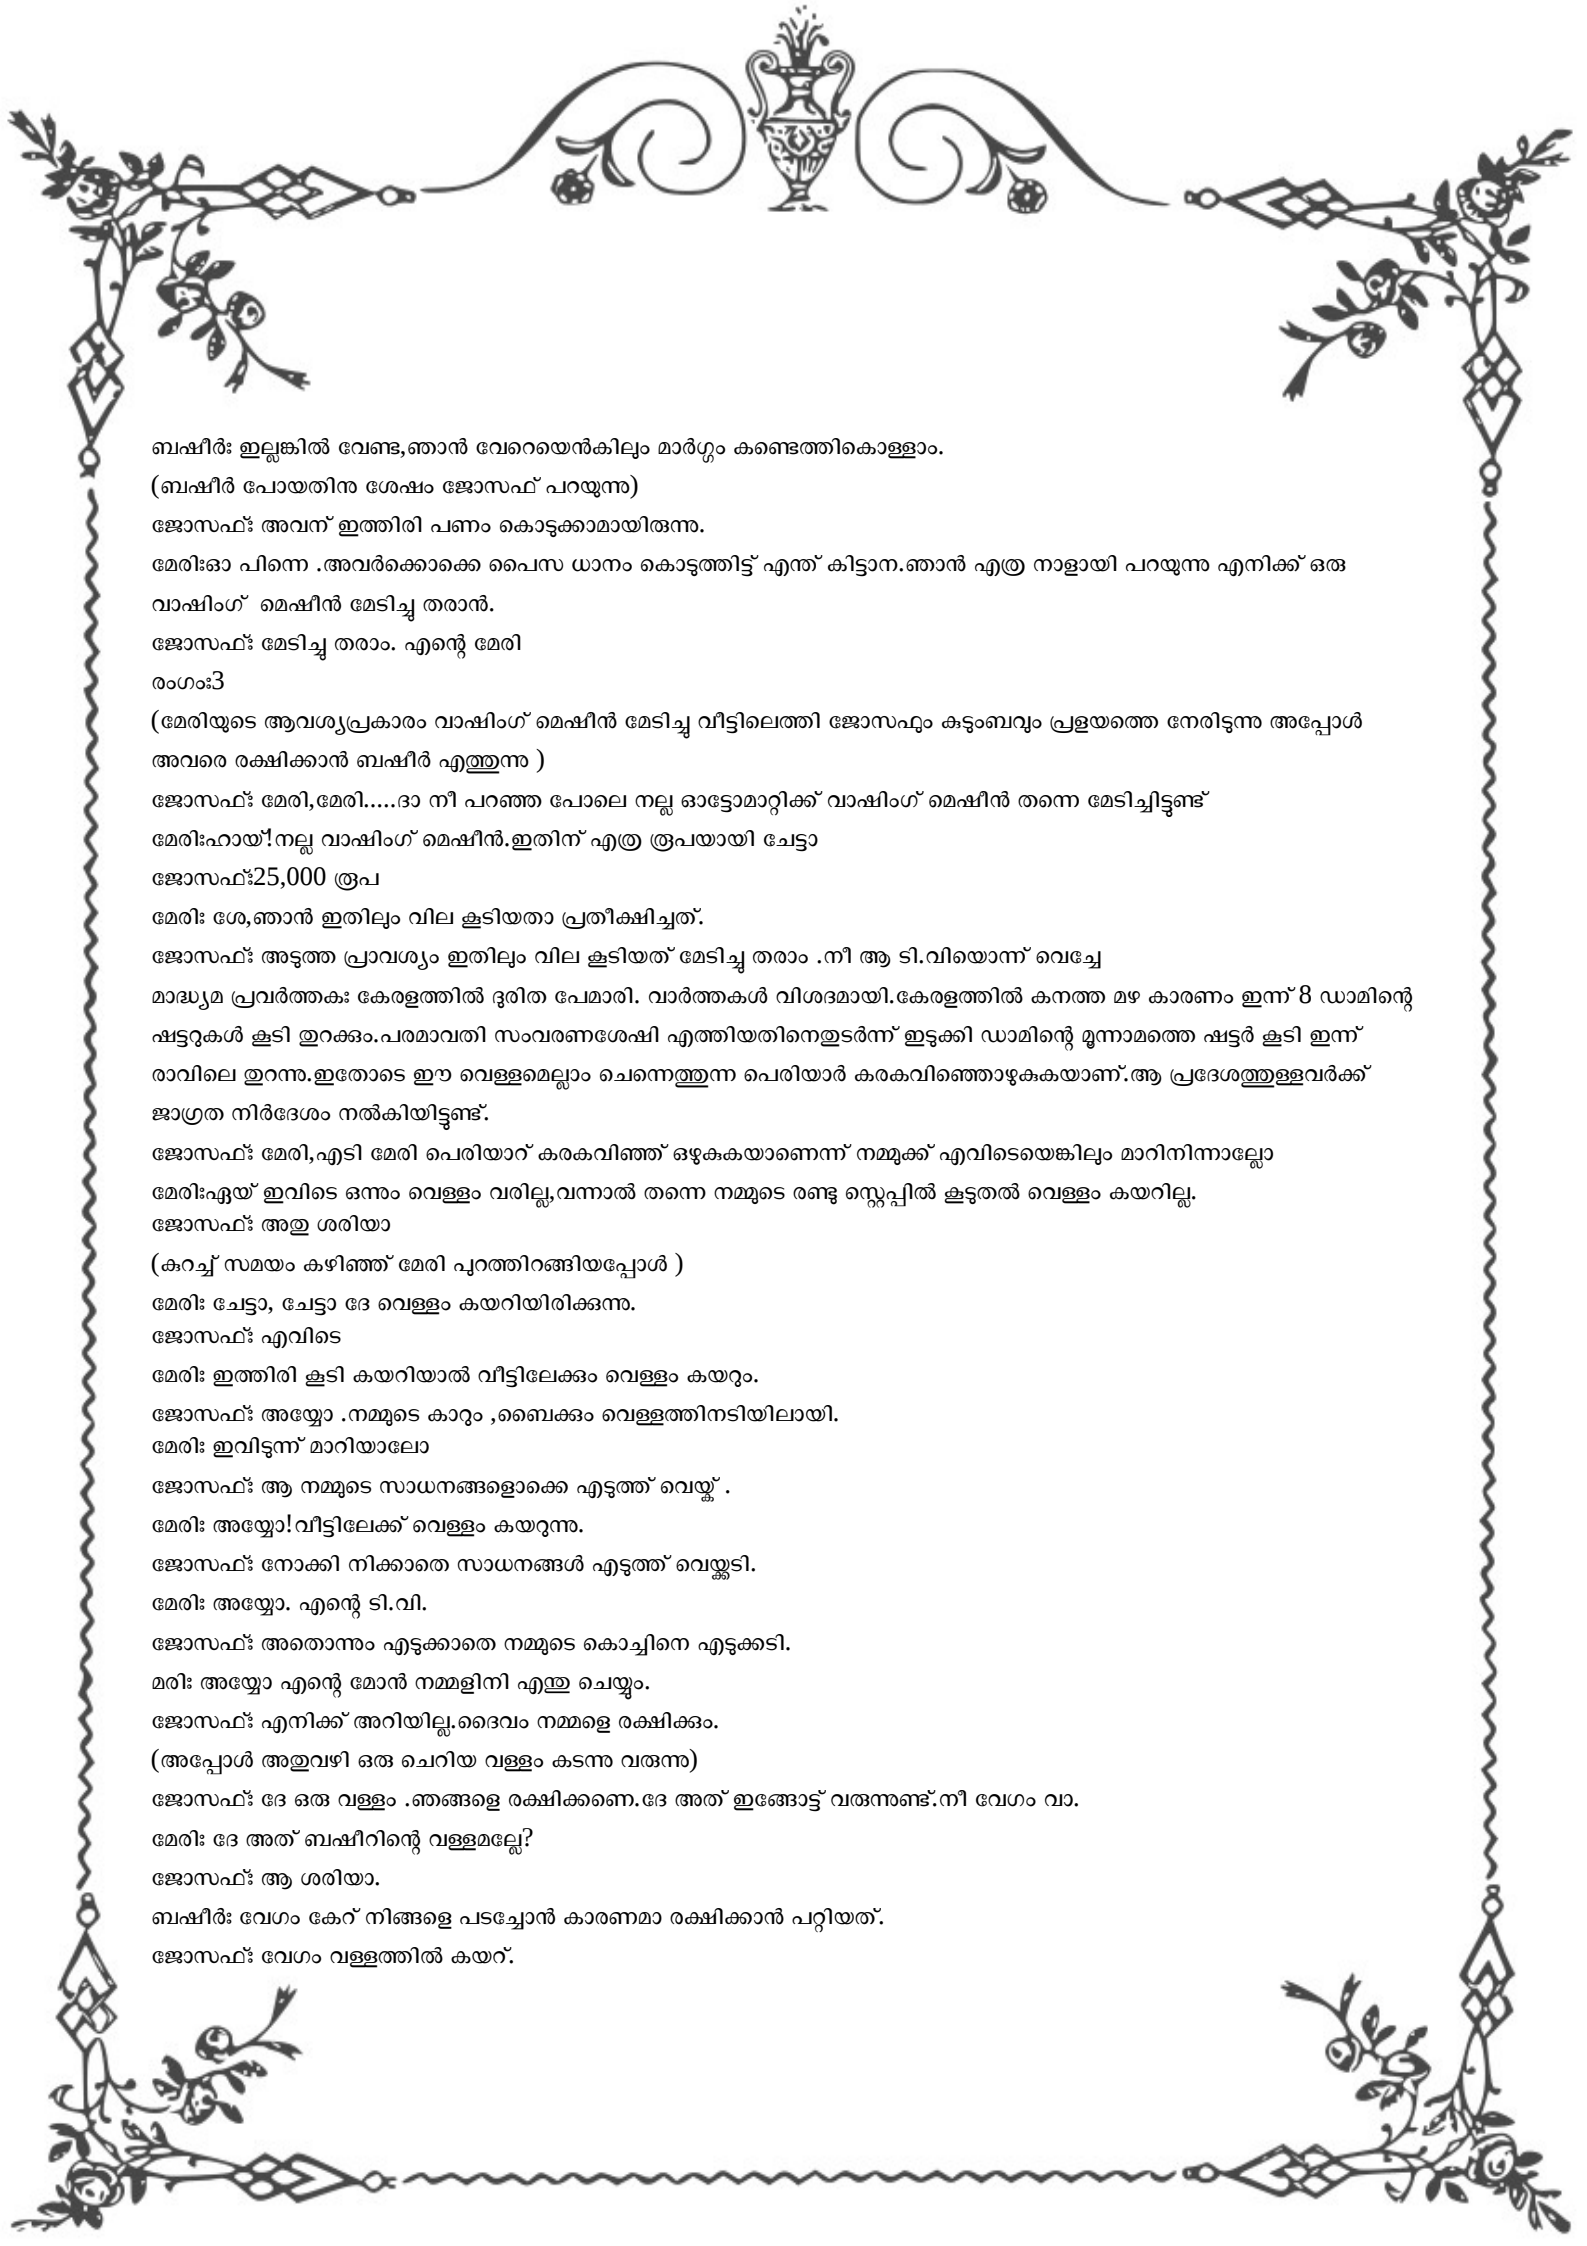 ബഷീർഃ ഇല്ലങ്കിൽ വേണ്ട,ഞാൻ വേറെയെൻകിലും മാർഗ്ഗം കണ്ടെത്തികൊള്ളാം.
(ബഷീർ പോയതിനു ശേഷം ജോസഫ് പറയുന്നു)
ജോസഫ്ഃ അവന് ഇത്തിരി പണം കൊടുക്കാമായിരുന്നു.
മേരിഃഓ പിന്നെ .അവർക്കൊക്കെ പൈസ ധാനം കൊടുത്തിട്ട് എന്ത് കിട്ടാന.ഞാൻ എത്ര നാളായി പറയുന്നു എനിക്ക് ഒരു
വാഷിംഗ് മെഷീൻ മേടിച്ചു തരാൻ.
ജോസഫ്ഃ മേടിച്ചു തരാം. എന്റെ മേരി
രംഗംഃ3
(മേരിയുടെ ആവശ്യപ്രകാരം വാഷിംഗ് മെഷീൻ മേടിച്ചു വീട്ടിലെത്തി ജോസഫും കുടുംബവും പ്രളയത്തെ നേരിടുന്നു അപ്പോൾ
അവരെ രക്ഷിക്കാൻ ബഷീർ എത്തുന്നു )
ജോസഫ്ഃ മേരി,മേരി.....ദാ നീ പറഞ്ഞ പോലെ നല്ല ഓട്ടോമാറ്റിക്ക് വാഷിംഗ് മെഷീൻ തന്നെ മേടിച്ചിട്ടുണ്ട്
മേരിഃഹായ്!നല്ല വാഷിംഗ് മെഷീൻ.ഇതിന് എത്ര രൂപയായി ചേട്ടാ
ജോസഫ്ഃ25,000 രൂപ
മേരിഃ ശേ,ഞാൻ ഇതിലും വില കൂടിയതാ പ്രതീക്ഷിച്ചത്.
ജോസഫ്ഃ അടുത്ത പ്രാവശ്യം ഇതിലും വില കൂടിയത് മേടിച്ചു തരാം .നീ ആ ടി.വിയൊന്ന് വെച്ചേ
മാദ്ധ്യമ പ്രവർത്തകഃ കേരളത്തിൽ ദുരിത പേമാരി. വാർത്തകൾ വിശദമായി.കേരളത്തിൽ കനത്ത മഴ കാരണം ഇന്ന് 8 ഡാമിന്റെ
ഷട്ടറുകൾ കൂടി തുറക്കും.പരമാവതി സംവരണശേഷി എത്തിയതിനെതുടർന്ന് ഇടുക്കി ഡാമിന്റെ മൂന്നാമത്തെ ഷട്ടർ കൂടി ഇന്ന്
രാവിലെ തുറന്നു.ഇതോടെ ഈ വെള്ളമെല്ലാം ചെന്നെത്തുന്ന പെരിയാർ കരകവിഞ്ഞൊഴുകുകയാണ്.ആ പ്രദേശത്തുള്ളവർക്ക്
ജാഗ്രത നിർദേശം നൽകിയിട്ടുണ്ട്.
ജോസഫ്ഃ മേരി,എടി മേരി പെരിയാറ് കരകവിഞ്ഞ് ഒഴുകുകയാണെന്ന് നമ്മുക്ക് എവിടെയെങ്കിലും മാറിനിന്നാല്ലോ
മേരിഃഏയ് ഇവിടെ ഒന്നും വെള്ളം വരില്ല,വന്നാൽ തന്നെ നമ്മുടെ രണ്ടു സ്റ്റെപ്പിൽ കൂടുതൽ വെള്ളം കയറില്ല.
ജോസഫ്ഃ അതു ശരിയാ
(കുറച്ച് സമയം കഴിഞ്ഞ് മേരി പുറത്തിറങ്ങിയപ്പോൾ )
മേരിഃ ചേട്ടാ, ചേട്ടാ ദേ വെള്ളം കയറിയിരിക്കുന്നു.
ജോസഫ്ഃ എവിടെ
മേരിഃ ഇത്തിരി കൂടി കയറിയാൽ വീട്ടിലേക്കും വെള്ളം കയറും.
ജോസഫ്ഃ അയ്യോ .നമ്മുടെ കാറും ,ബൈക്കും വെള്ളത്തിനടിയിലായി.
മേരിഃ ഇവിടുന്ന് മാറിയാലോ
ജോസഫ്ഃ ആ നമ്മുടെ സാധനങ്ങളൊക്കെ എടുത്ത് വെയ്ക് .
മേരിഃ അയ്യോ!വീട്ടിലേക്ക് വെള്ളം കയറുന്നു.
ജോസഫ്ഃ നോക്കി നിക്കാതെ സാധനങ്ങൾ എടുത്ത് വെയ്ക്കടി.
മേരിഃ അയ്യോ. എന്റെ ടി.വി.
ജോസഫ്ഃ അതൊന്നും എടുക്കാതെ നമ്മുടെ കൊച്ചിനെ എടുക്കടി.
മരിഃ അയ്യോ എന്റെ മോൻ നമ്മളിനി എന്തു ചെയ്യും.
ജോസഫ്ഃ എനിക്ക് അറിയില്ല.ദൈവം നമ്മളെ രക്ഷിക്കും.
(അപ്പോൾ അതുവഴി ഒരു ചെറിയ വള്ളം കടന്നു വരുന്നു)
ജോസഫ്ഃ ദേ ഒരു വള്ളം .ഞങ്ങളെ രക്ഷിക്കണെ.ദേ അത് ഇങ്ങോട്ട് വരുന്നുണ്ട്.നീ വേഗം വാ.
മേരിഃ ദേ അത് ബഷീറിന്റെ വള്ളമല്ലേ?
ജോസഫ്ഃ ആ ശരിയാ.
ബഷീർഃ വേഗം കേറ് നിങ്ങളെ പടച്ചോൻ കാരണമാ രക്ഷിക്കാൻ പറ്റിയത്.
ജോസഫ്ഃ വേഗം വള്ളത്തിൽ കയറ്.